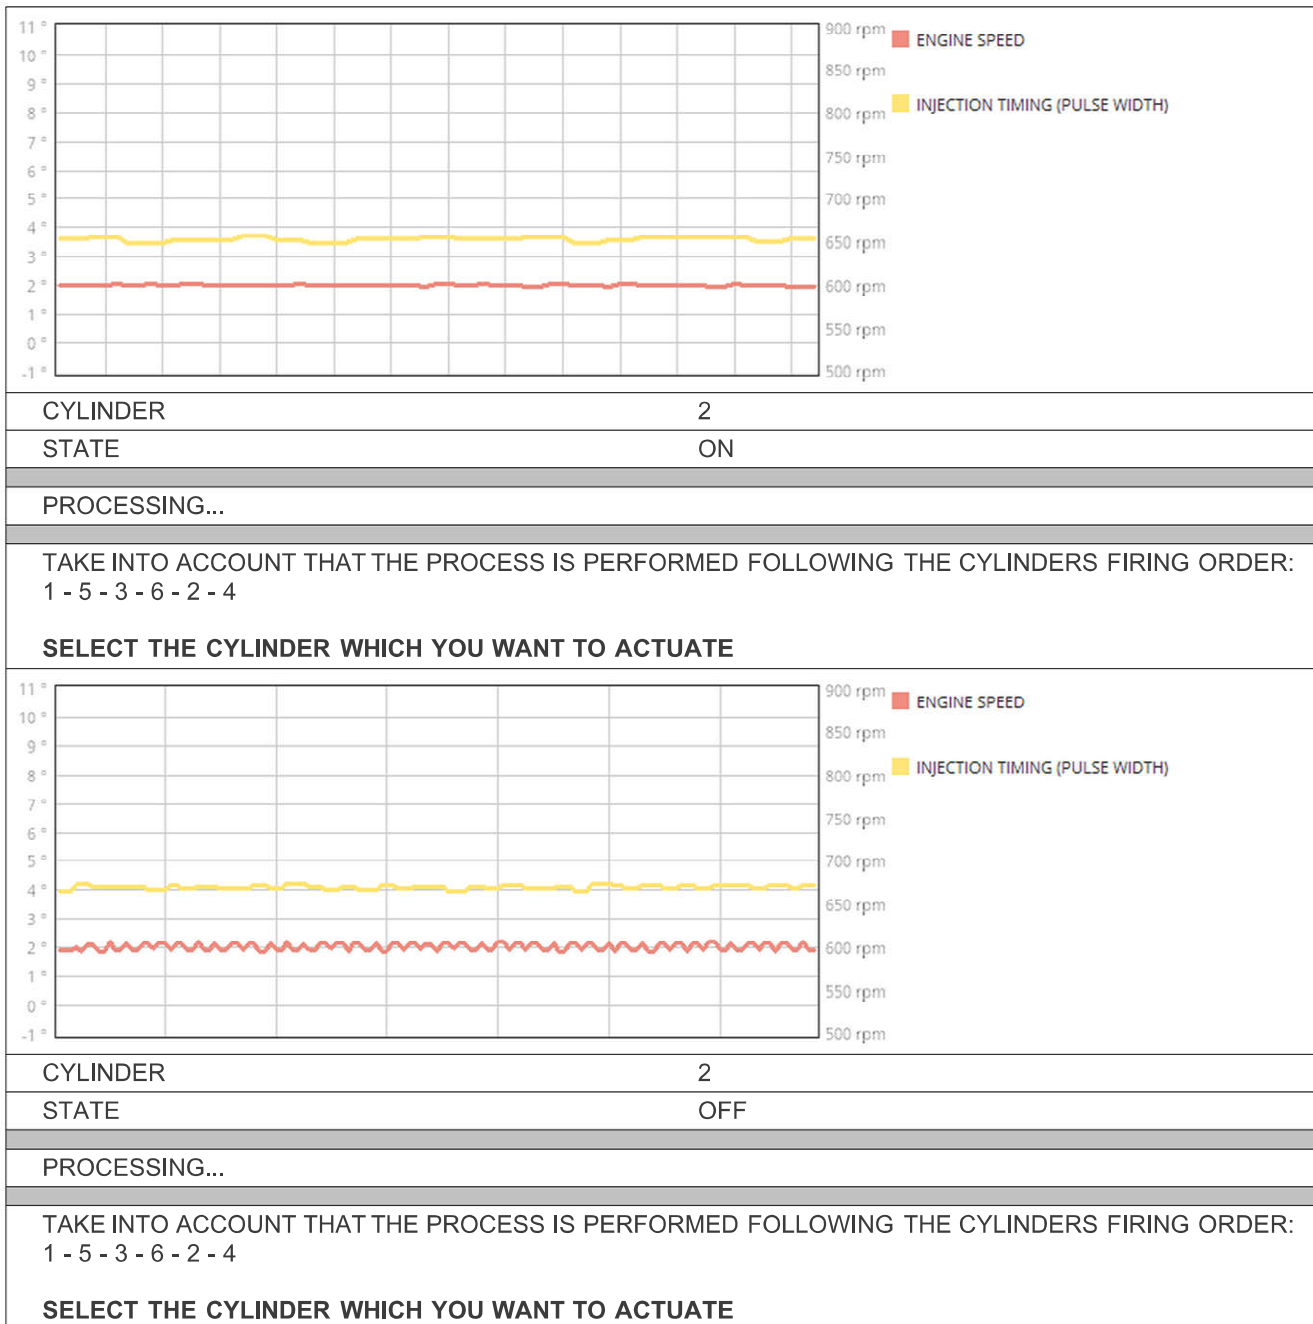 11 °
10 °
9 °
8 °
7 °
6 °
5 °
4 °
3 °
2 °
1 °
0 °
-1 °
900 rpm
850 rpm
800 rpm
750 rpm
700 rpm
650 rpm
600 rpm
550 rpm
500 rpm
ENGINE SPEED
INJECTION TIMING (PULSE WIDTH)
CYLINDER 2
STATE ON
PROCESSING...
TAKE INTO ACCOUNT THAT THE PROCESS IS PERFORMED FOLLOWING THE CYLINDERS FIRING ORDER:
1 - 5 - 3 - 6 - 2 - 4
SELECT THE CYLINDER WHICH YOU WANT TO ACTUATE
11 °
10 °
9 °
8 °
7 °
6 °
5 °
4 °
3 °
2 °
1 °
0 °
-1 °
900 rpm
850 rpm
800 rpm
750 rpm
700 rpm
650 rpm
600 rpm
550 rpm
500 rpm
ENGINE SPEED
INJECTION TIMING (PULSE WIDTH)
CYLINDER 2
STATE OFF
PROCESSING...
TAKE INTO ACCOUNT THAT THE PROCESS IS PERFORMED FOLLOWING THE CYLINDERS FIRING ORDER:
1 - 5 - 3 - 6 - 2 - 4
SELECT THE CYLINDER WHICH YOU WANT TO ACTUATE